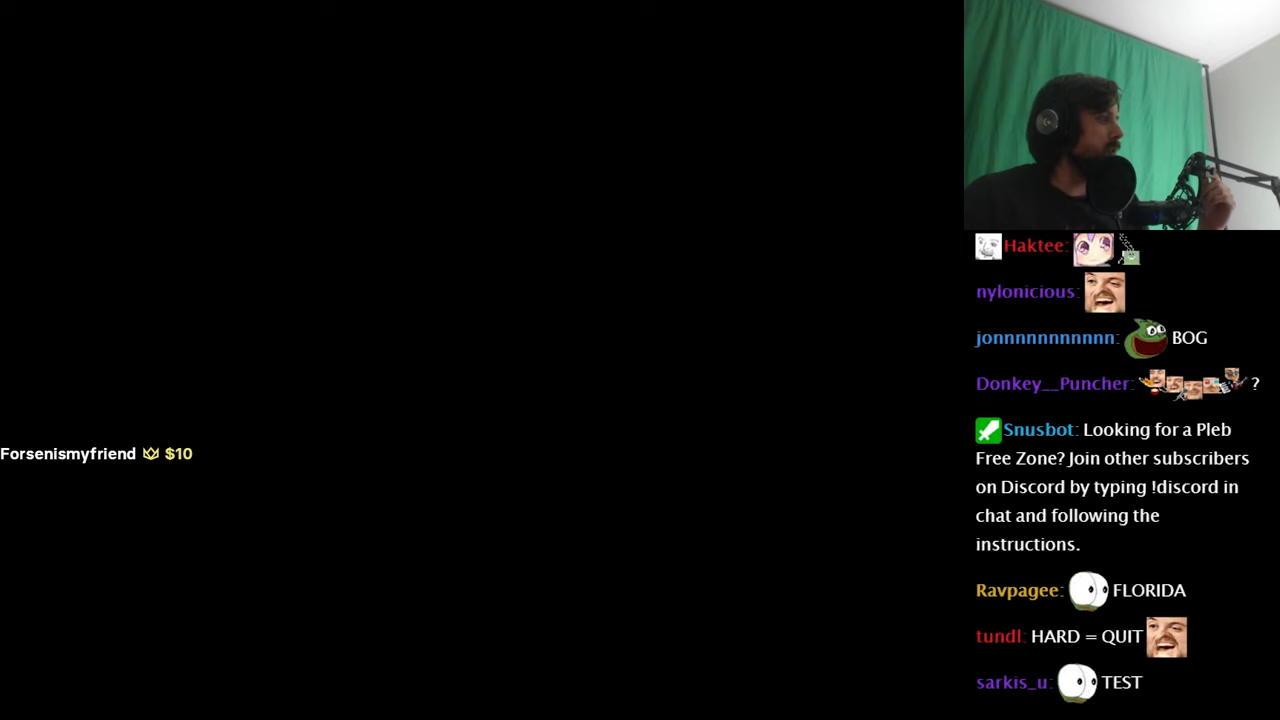 Haktee:
nylonicious:
jonnnnnnnnnnn: BOG
Donkey__Puncher: ?
Snusbot: Looking for a Pleb
Free Zone? Join other subscribers
on Discord by typing !discord in
chat and following the
instructions.
Forsenismyfriend $10
Ravpagee: FLORIDA
tundl: HARD = QUIT
sarkis_u: TEST